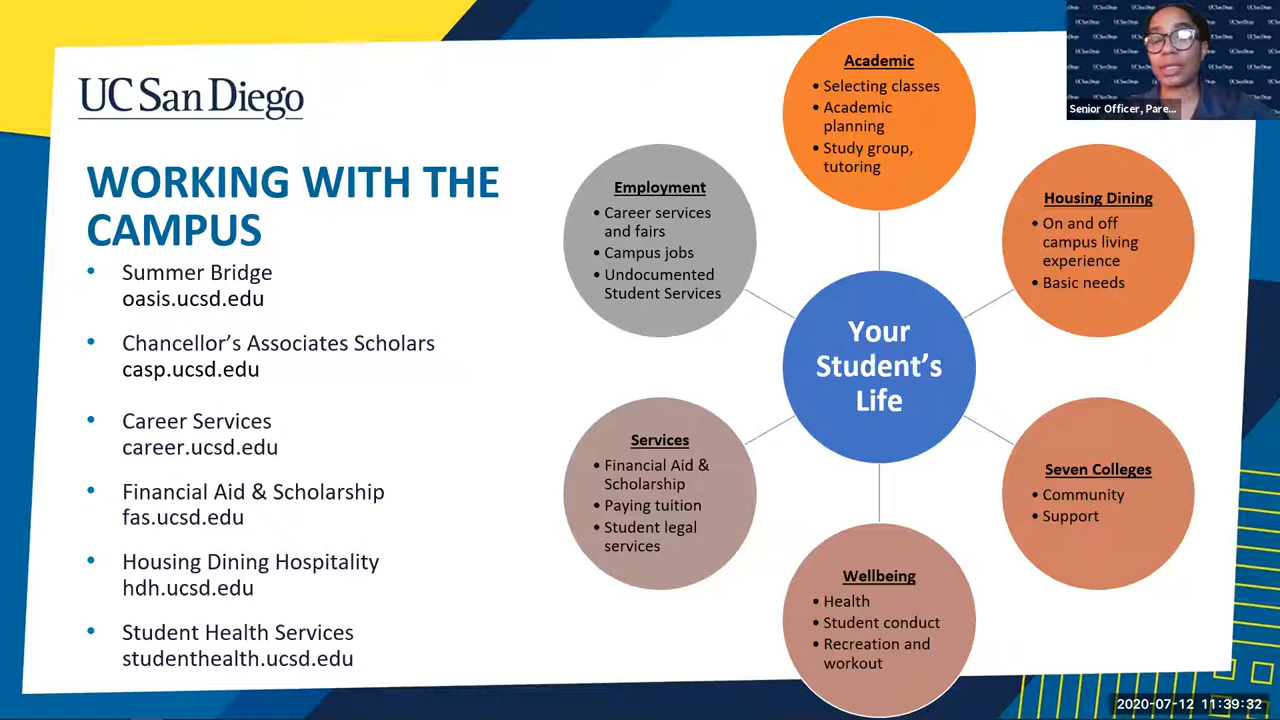 UC San Diego
WORKING WITH THE
CAMPUS
• Summer Bridge
oasis.ucsd.edu
• Chancellor’s Associates Scholars
casp.ucsd.edu
• Career Services
career.ucsd.edu
• Financial Aid & Scholarship
fas.ucsd.edu
• Housing Dining Hospitality
hdh.ucsd.edu
• Student Health Services
studenthealth.ucsd.edu
Academic
• Selecting classes
• Academic
planning
• Study group,
tutoring
Employment
• Career services
and fairs
• Campus jobs
• Undocumented
Student Services
Housing Dining
• On and off
campus living
experience
• Basic needs
Your
Student’s
Life
Services
• Financial Aid &
Scholarship
• Paying tuition
• Student legal
services
Seven Colleges
• Community
• Support
Wellbeing
• Health
• Student conduct
• Recreation and
workout
Senior Officer, Pare...
2020-07-12 11:39:32